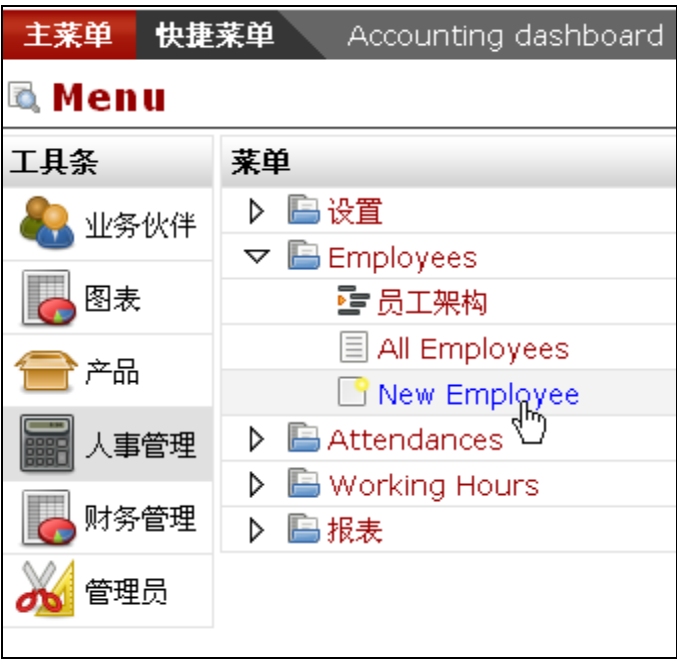 主菜单 快捷菜单 Accounting dashboard
Menu
工具条
业务伙伴
图表
产品
人事管理
财务管理
管理员
菜单
设置
Employees
员工架构
All Employees
New Employee
Attendances
Working Hours
报表